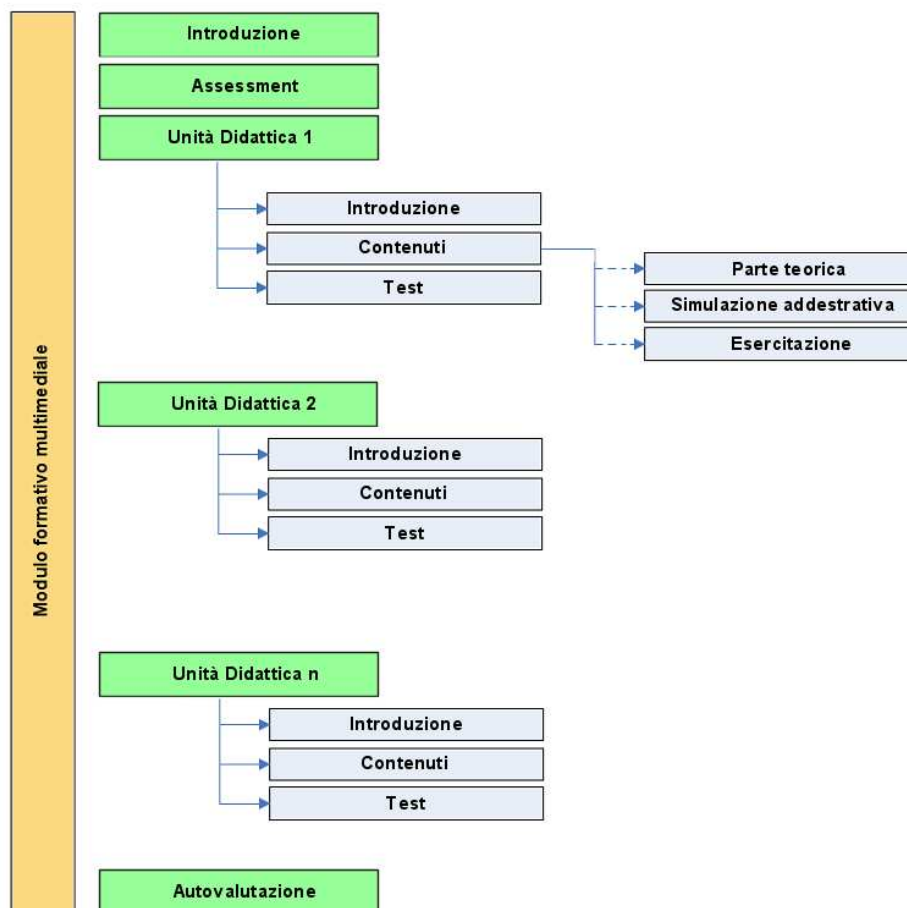 Modulo formativo multimediale
Introduzione
Assessment
Unità Didattica 1
Introduzione
Contenuti
Test
Parte teorica
Simulazione addestrativa
Esercitazione
Unità Didattica 2
Introduzione
Contenuti
Test
Unità Didattica n
Introduzione
Contenuti
Test
Autovalutazione